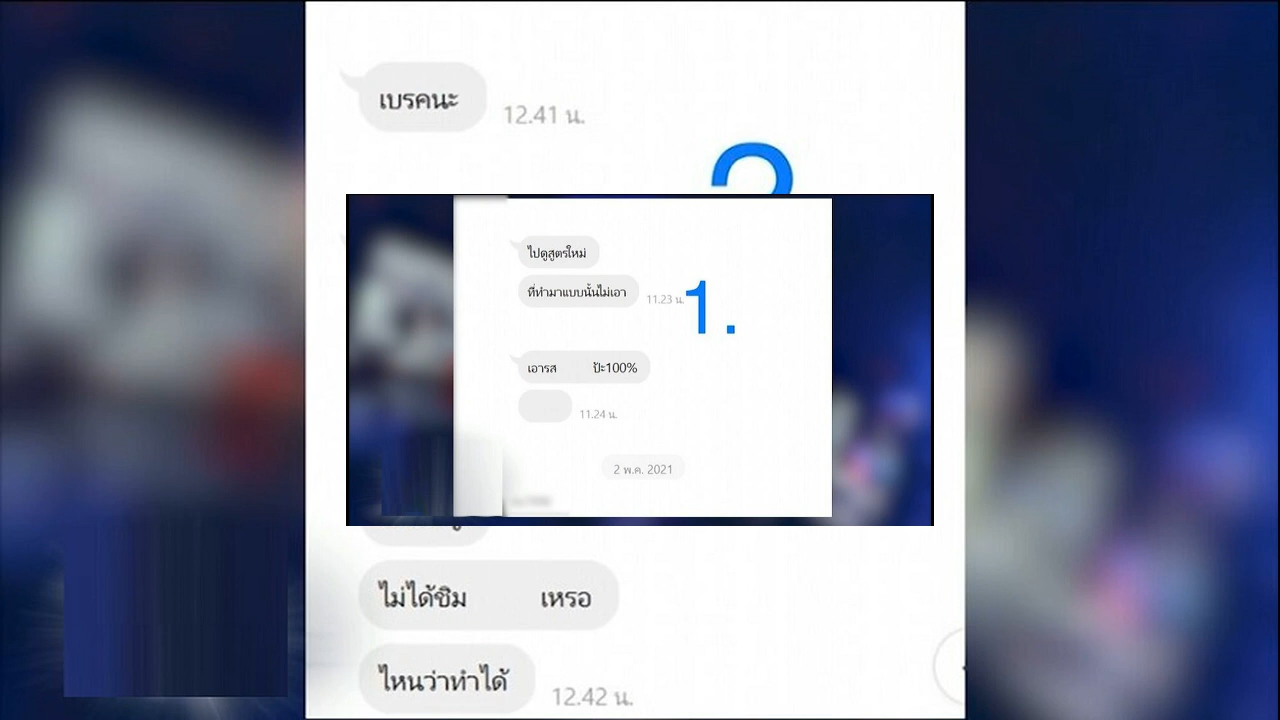 เบรคนะ
12.41 น.
ไปดูสูตรใหม่
ที่ทำมาแบบนั้นไม่เอา 11.23 น.
1.
เอารส ป้ะ100%
11.24 น.
2 พ.ค. 2021
ไม่ได้ชิม เหรอ
ไหนว่าทำได้
12.42 น.